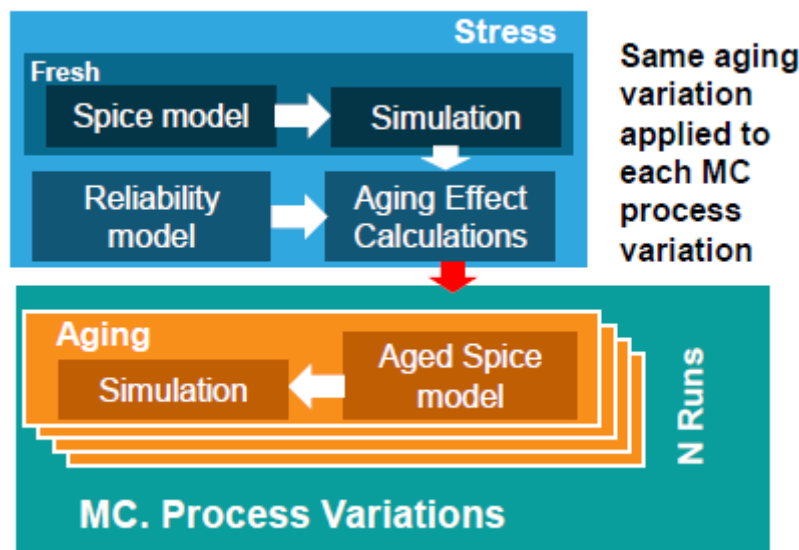 Stress
Fresh
Spice model
Simulation
Reliability
model
Aging Effect
Calculations
Same aging
variation
applied to
each MC
process
variation
Aging
Simulation
Aged Spice
model
N Runs
MC. Process Variations